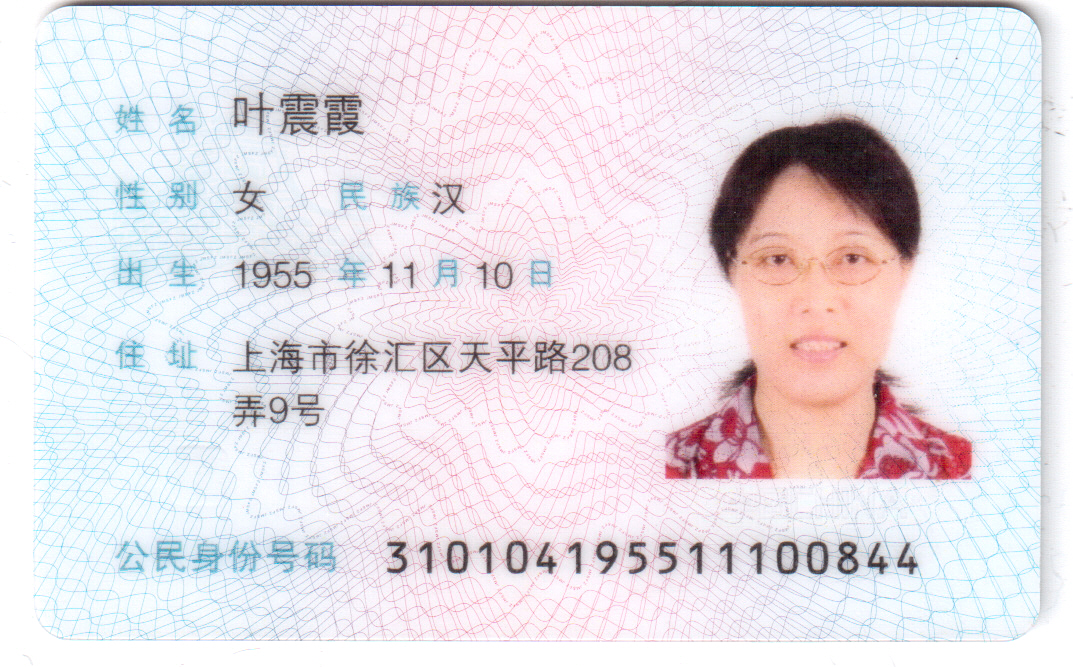 姓名 叶震霞
性别 女 民族 汉
出生 1955 年 11 月 10 日
住址 上海市徐汇区天平路208
弄9号
公民身份号码 310104195511100844